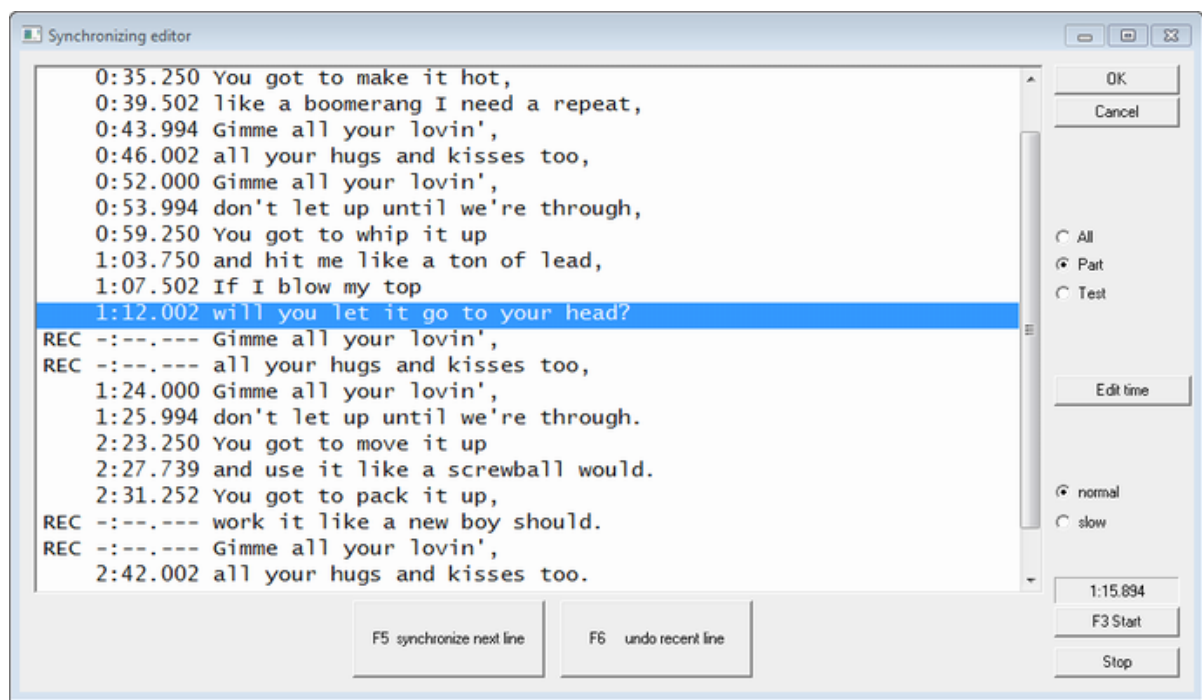 Synchronizing editor
0:35.250 You got to make it hot,
0:39.502 like a boomerang I need a repeat,
0:43.994 Gimme all your lovin',
0:46.002 all your hugs and kisses too,
0:52.000 Gimme all your lovin',
0:53.994 don't let up until we're through,
0:59.250 You got to whip it up
1:03.750 and hit me like a ton of lead,
1:07.502 If I blow my top
1:12.002 will you let it go to your head?
REC -:--.--- Gimme all your lovin',
REC -:--.--- all your hugs and kisses too,
1:24.000 Gimme all your lovin',
1:25.994 don't let up until we're through.
2:23.250 You got to move it up
2:27.739 and use it like a screwball would.
2:31.252 You got to pack it up,
REC -:--.--- work it like a new boy should.
REC -:--.--- Gimme all your lovin',
2:42.002 all your hugs and kisses too.
OK
Cancel
All
Part
Test
Edit time
normal
slow
1:15.894
F3 Start
Stop
F5 synchronize next line
F6 undo recent line